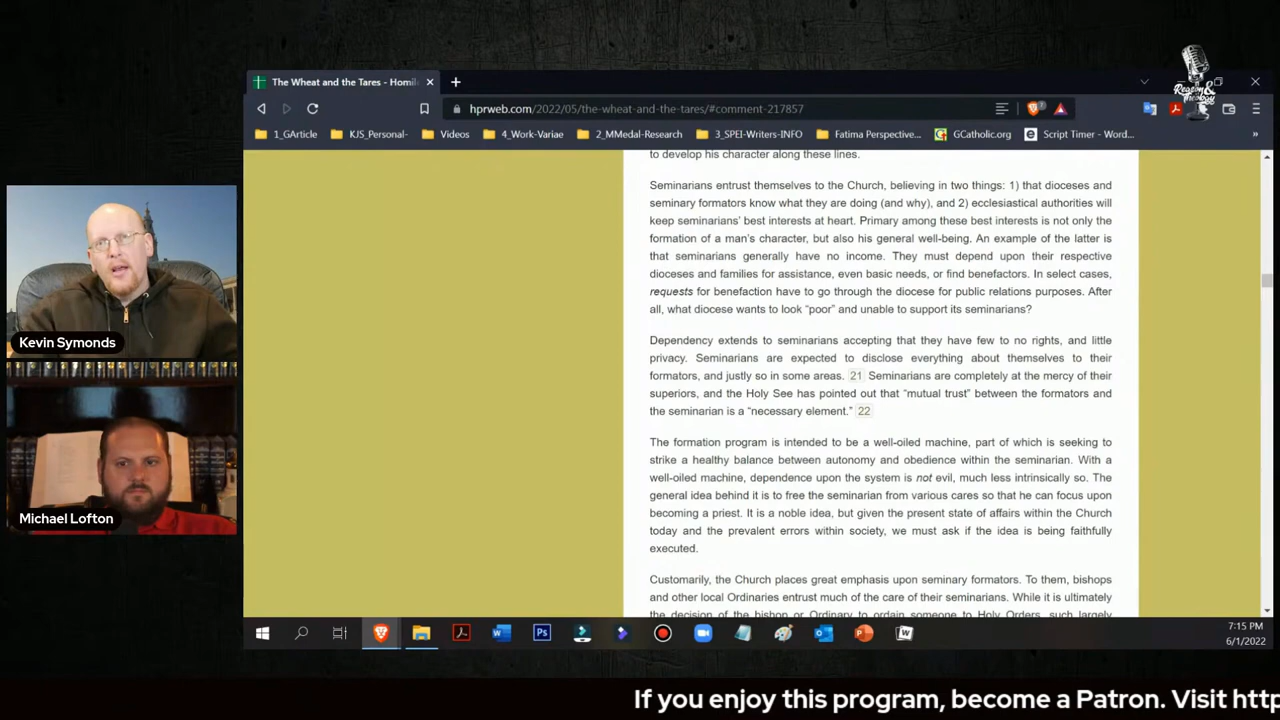 Reason & Theology
The Wheat and the Tares - Homil
hprweb.com/2022/05/the-wheat-and-the-tares/#comment-217857
1_GArticle
KJS_Personal-
Videos
4_Work-Variae
2_MMedal-Research
3_SPEI-Writers-INFO
Fatima Perspective...
GCatholic.org
Script Timer - Word...
to develop his character along these lines.
Seminarians entrust themselves to the Church, believing in two things: 1) that dioceses and
seminary formators know what they are doing (and why), and 2) ecclesiastical authorities will
keep seminarians' best interests at heart. Primary among these best interests is not only the
formation of a man's character, but also his general well-being. An example of the latter is
that seminarians generally have no income. They must depend upon their respective
dioceses and families for assistance, even basic needs, or find benefactors. In select cases,
requests for benefaction have to go through the diocese for public relations purposes. After
all, what diocese wants to look “poor” and unable to support its seminarians?
Dependency extends to seminarians accepting that they have few to no rights, and little
privacy. Seminarians are expected to disclose everything about themselves to their
formators, and justly so in some areas. 21 Seminarians are completely at the mercy of their
superiors, and the Holy See has pointed out that “mutual trust” between the formators and
the seminarian is a “necessary element.” 22
The formation program is intended to be a well-oiled machine, part of which is seeking to
strike a healthy balance between autonomy and obedience within the seminary. With a
well-oiled machine, dependence upon the system is not evil, much less intrinsically so. The
general idea behind it is to free the seminarian from various cares so that he can focus upon
becoming a priest. It is a noble idea, but given the present state of affairs within the Church
today and the prevalent errors within society, we must ask if the idea is being faithfully
executed.
Customarily, the Church places great emphasis upon seminary formators. To them, bishops
and other local Ordinaries entrust much of the care of their seminarians. While it is ultimately
the decision of the bishop or Ordinary to ordain someone to Holy Orders, such largely
Kevin Symonds
Michael Lofton
7:15 PM
6/1/2022
If you enjoy this program, become a Patron. Visit http